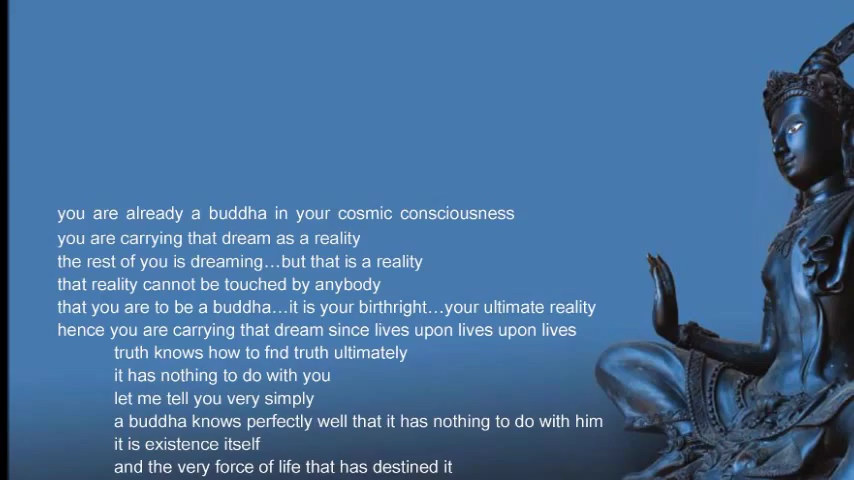 you are already a buddha in your cosmic consciousness
you are carrying that dream as a reality
the rest of you is dreaming...but that is a reality
that reality cannot be touched by anybody
that you are to be a buddha...it is your birthright...your ultimate reality
hence you are carrying that dream since lives upon lives upon lives
truth knows how to fnd truth ultimately
it has nothing to do with you
let me tell you very simply
a buddha knows perfectly well that it has nothing to do with him
it is existence itself
and the very force of life that has destined it